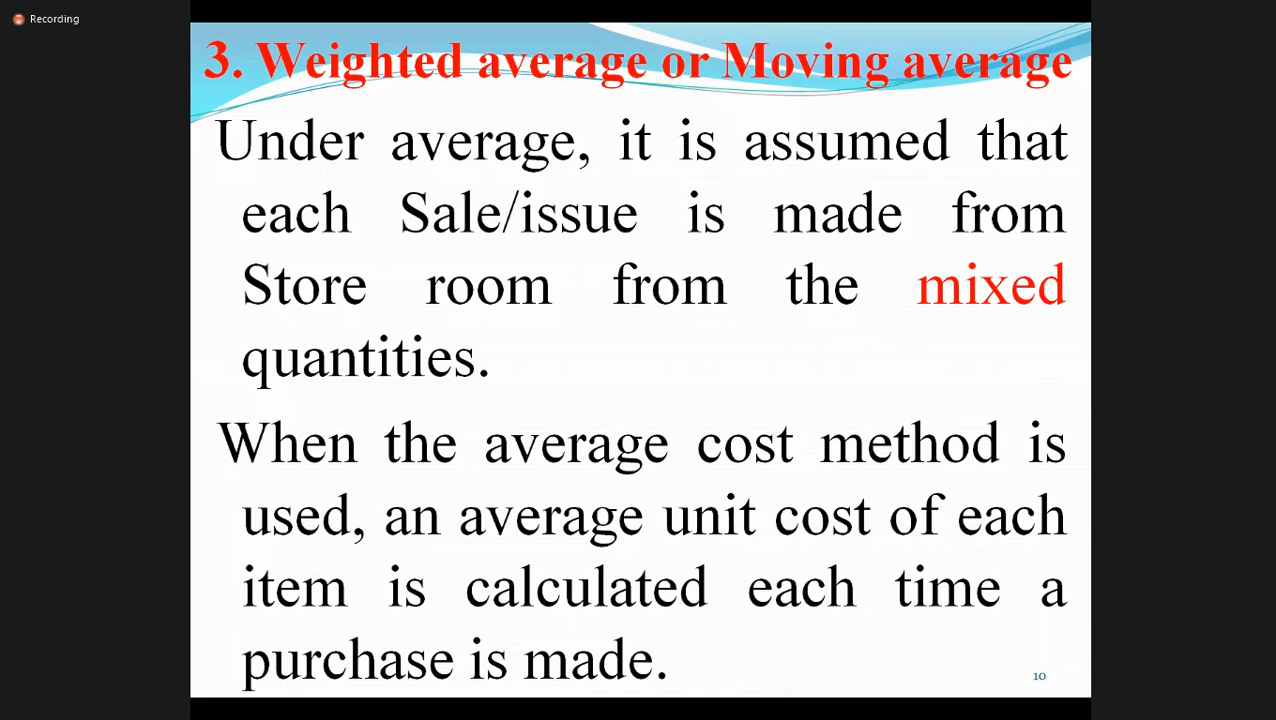 Recording
3. Weighted average or Moving average
Under average, it is assumed that
each Sale/issue is made from
Store room from the mixed
quantities.
When the average cost method is
used, an average unit cost of each
item is calculated each time a
purchase is made.
10